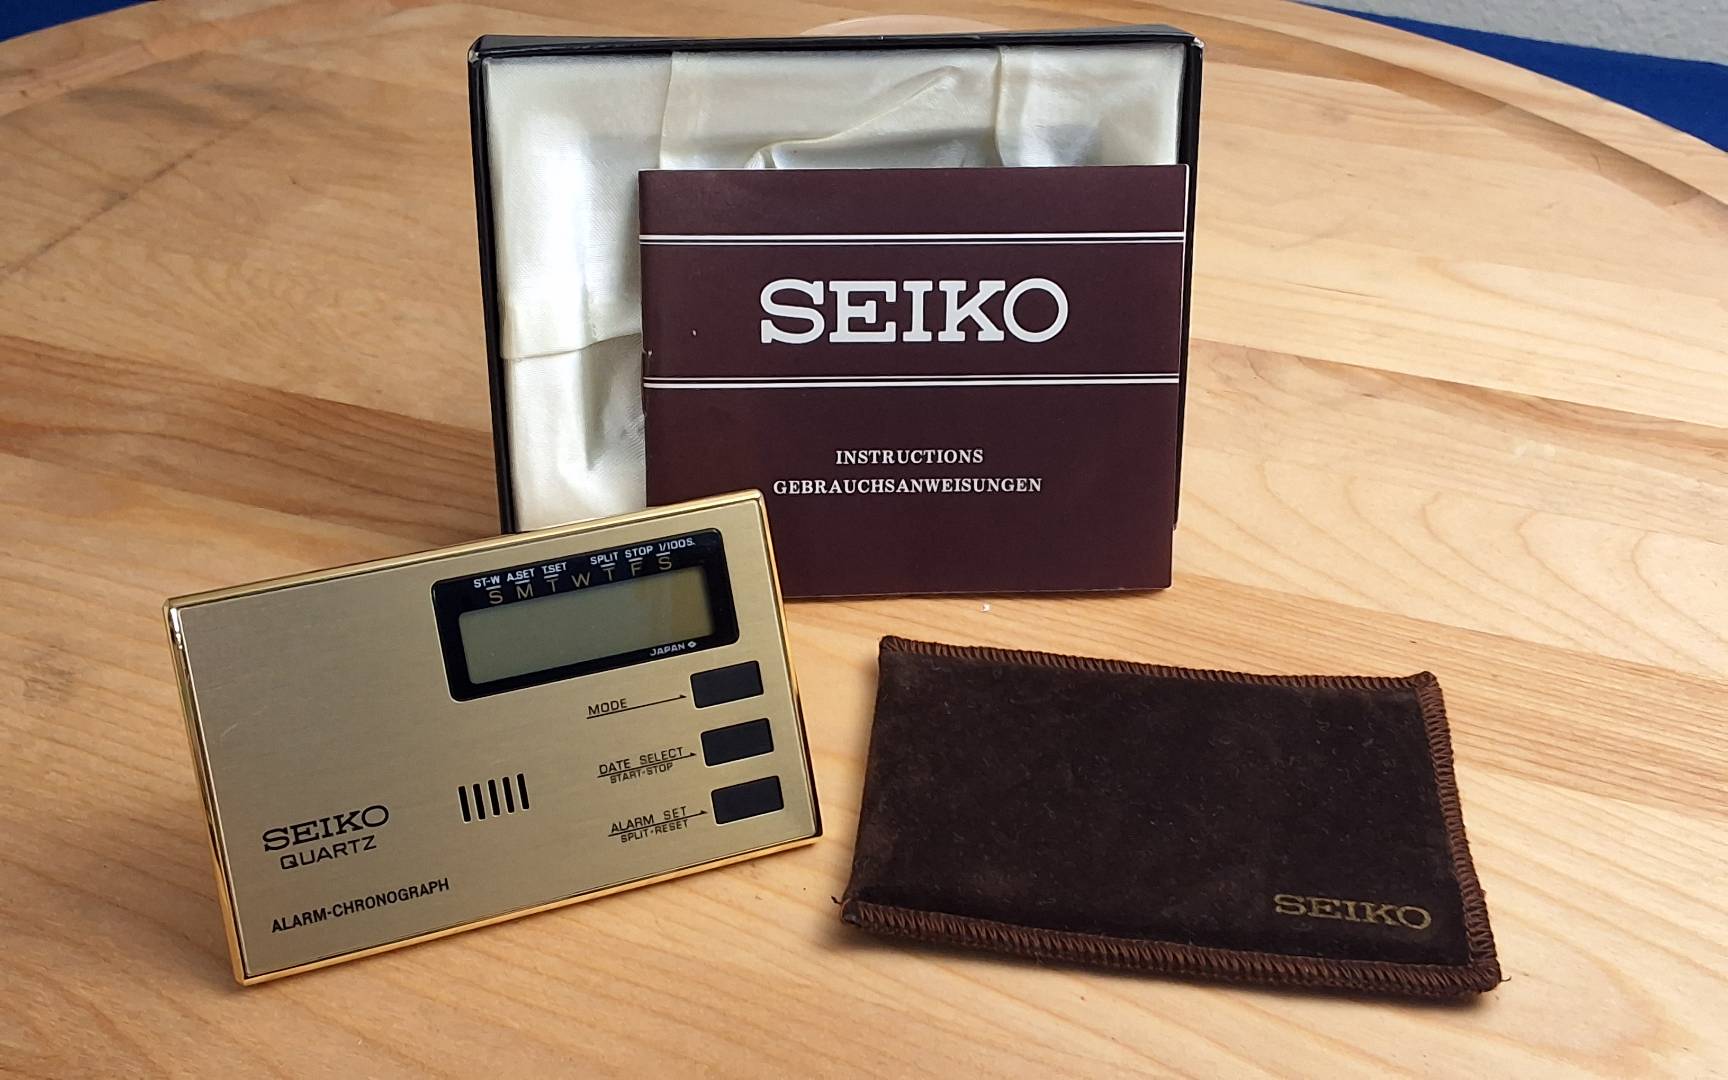 SEIKO
INSTRUCTIONS
GEBRAUCHSANWEISUNGEN
ST-W A.SET T.SET SPLIT STOP 1/100S.
S M T W T F S
JAPAN
MODE
DATE SELECT
START•STOP
ALARM SET
SPLIT•RESET
SEIKO
QUARTZ
ALARM-CHRONOGRAPH
SEIKO